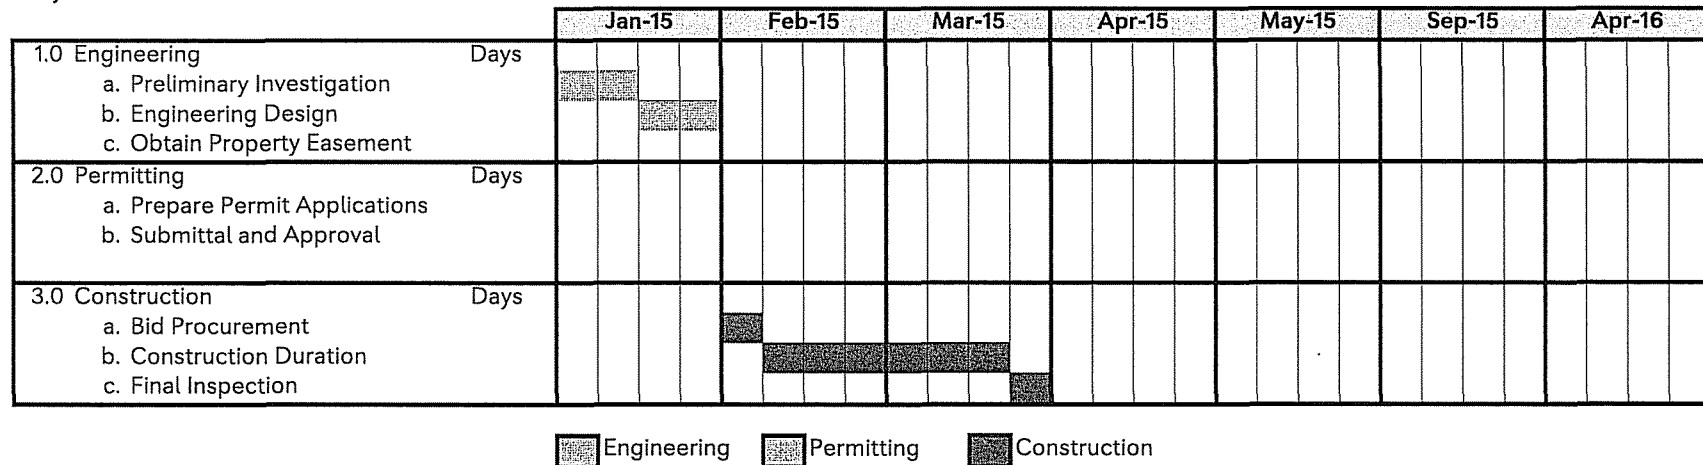 Jan-15 Feb-15 Mar-15 Apr-15 May-15 Sep-15 Apr-16
1.0 Engineering Days
a. Preliminary Investigation
b. Engineering Design
c. Obtain Property Easement
2.0 Permitting Days
a. Prepare Permit Applications
b. Submittal and Approval
3.0 Construction Days
a. Bid Procurement
b. Construction Duration
c. Final Inspection
Engineering Permitting Construction